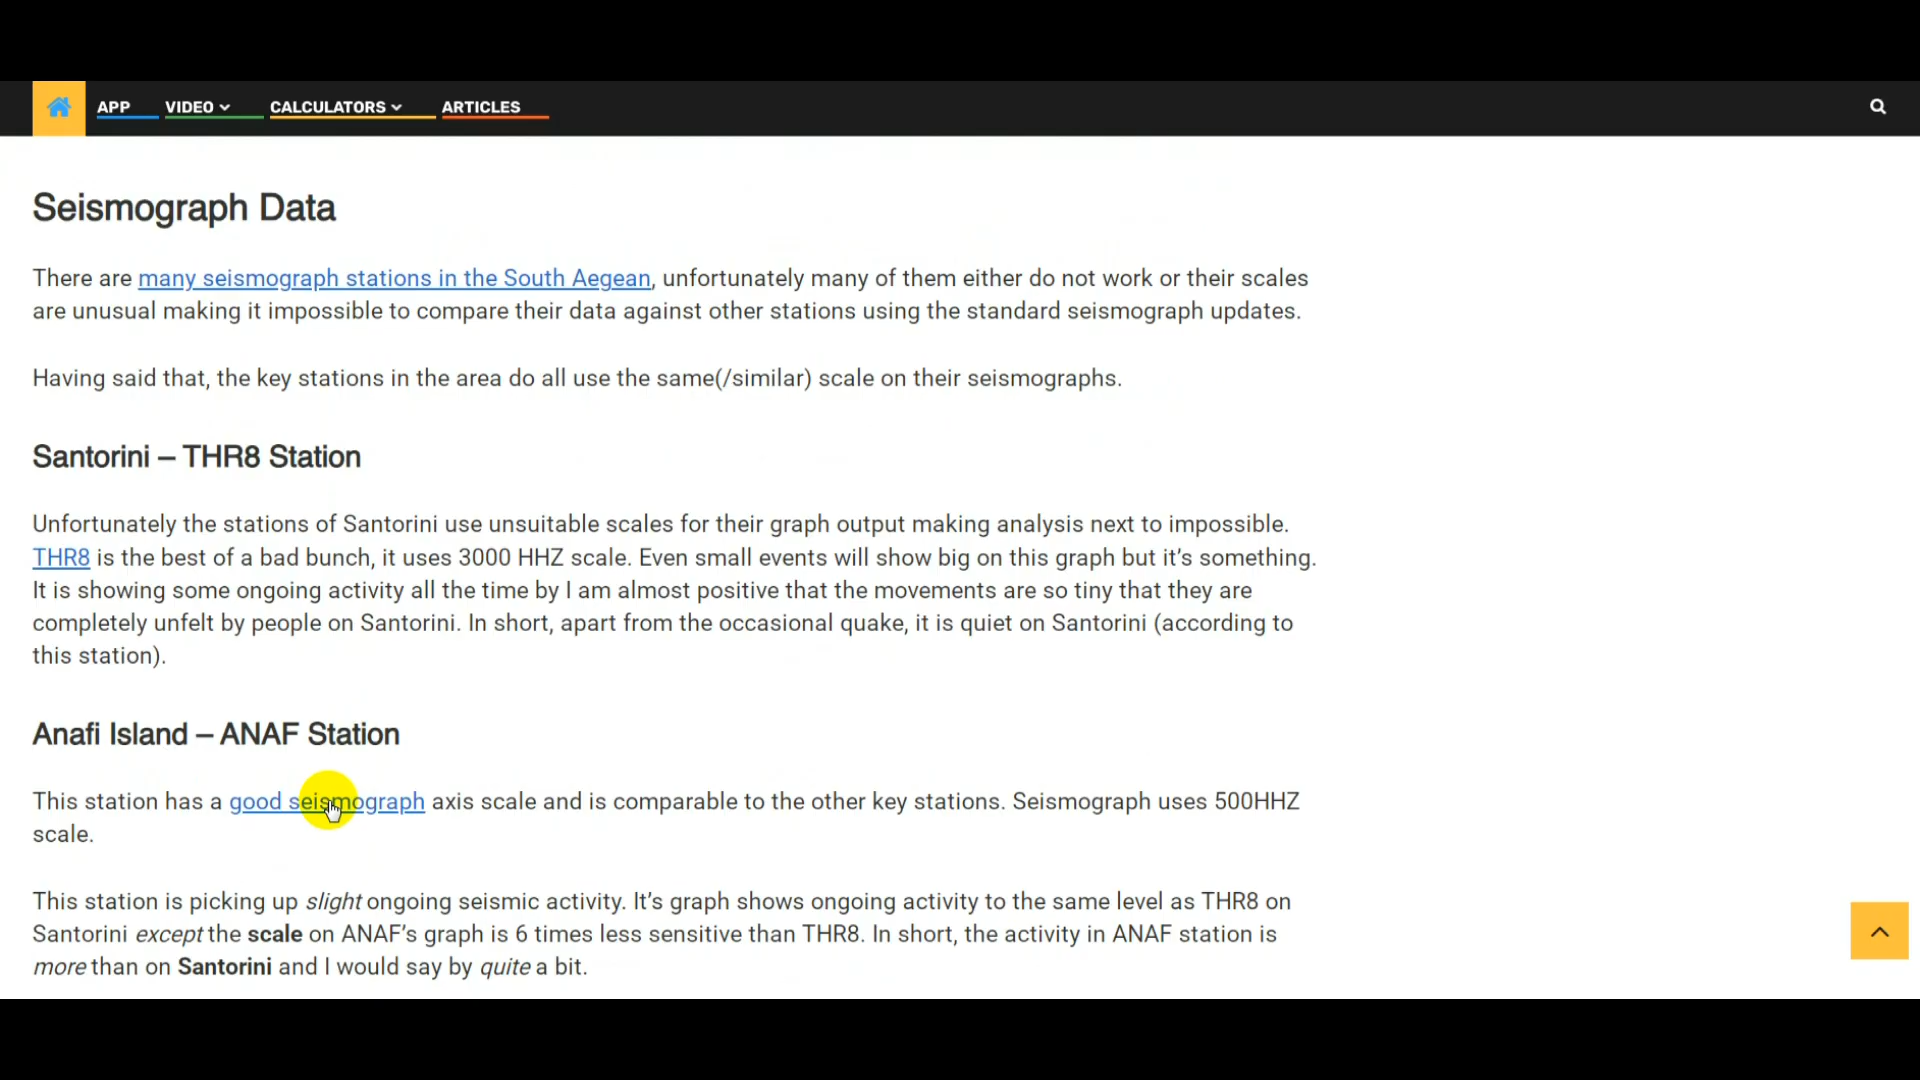 APP VIDEO CALCULATORS ARTICLES
Seismograph Data
There are many seismograph stations in the South Aegean, unfortunately many of them either do not work or their scales
are unusual making it impossible to compare their data against other stations using the standard seismograph updates.
Having said that, the key stations in the area do all use the same(/similar) scale on their seismographs.
Santorini – THR8 Station
Unfortunately the stations of Santorini use unsuitable scales for their graph output making analysis next to impossible.
THR8 is the best of a bad bunch, it uses 3000 HHZ scale. Even small events will show big on this graph but it's something.
It is showing some ongoing activity all the time by I am almost positive that the movements are so tiny that they are
completely unfelt by people on Santorini. In short, apart from the occasional quake, it is quiet on Santorini (according to
this station).
Anafi Island – ANAF Station
This station has a good seismograph axis scale and is comparable to the other key stations. Seismograph uses 500HHZ
scale.
This station is picking up slight ongoing seismic activity. It's graph shows ongoing activity to the same level as THR8 on
Santorini except the scale on ANAF's graph is 6 times less sensitive than THR8. In short, the activity in ANAF station is
more than on Santorini and I would say by quite a bit.